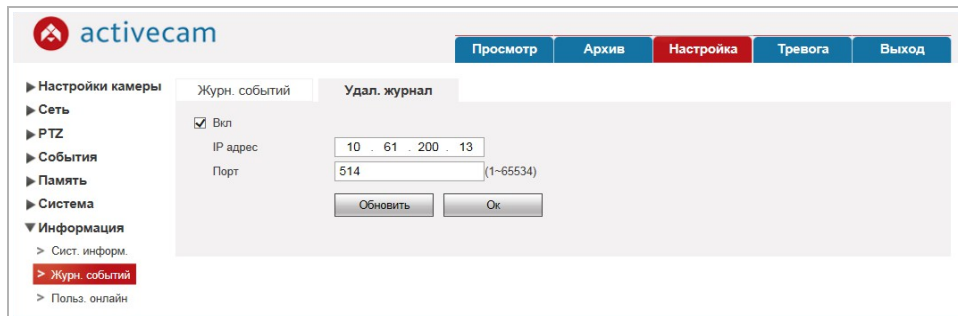 activecam
Просмотр Архив Настройка Тревога Выход
Настройки камеры
Сеть
PTZ
События
Память
Система
Информация
> Сист. информ.
> Журн. событий
> Польз. онлайн
Журн. событий Удал. журнал
Вкл
IP адрес 10 . 61 . 200 . 13
Порт 514 (1~65534)
Обновить Ок